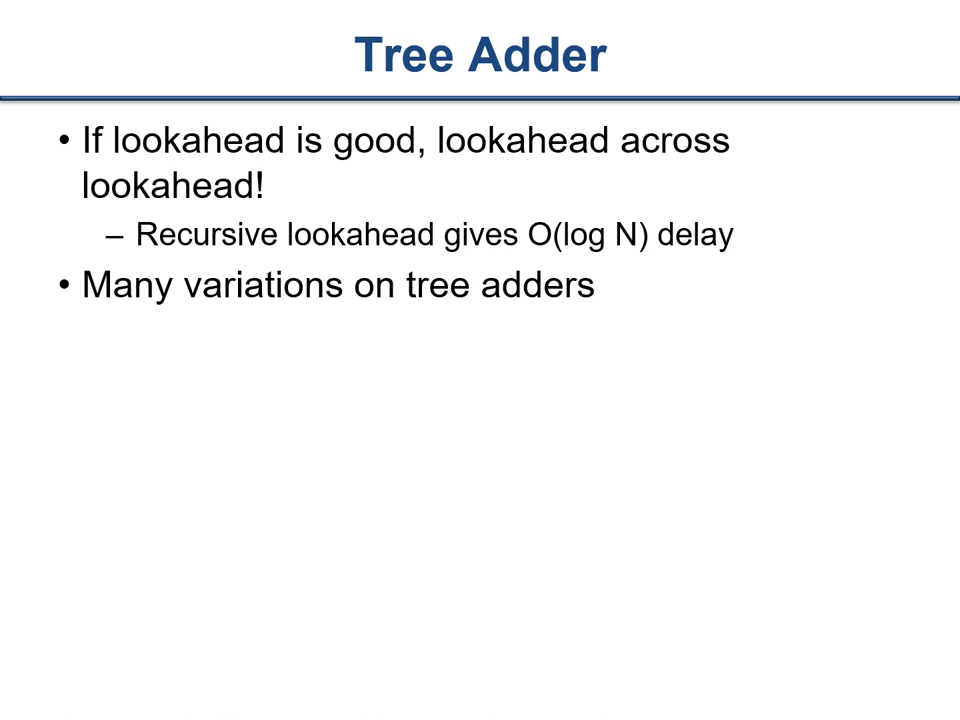 Tree Adder
• If lookahead is good, lookahead across
lookahead!
– Recursive lookahead gives O(log N) delay
• Many variations on tree adders